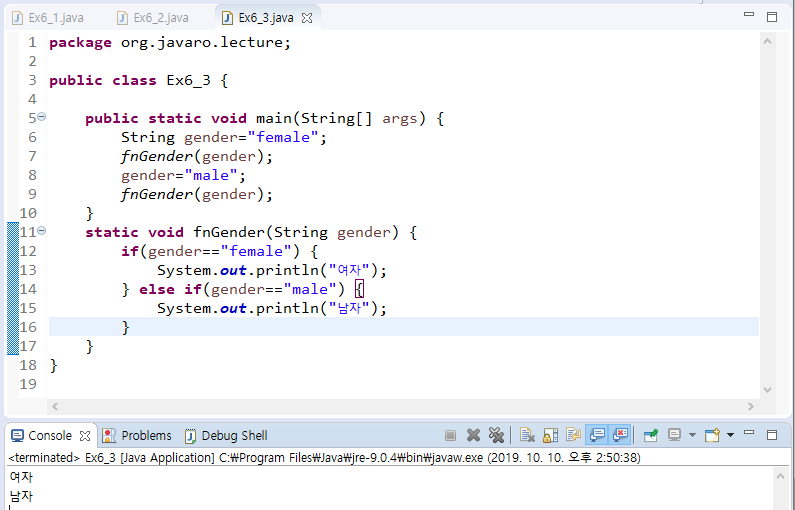 Ex6_1.java Ex6_2.java Ex6_3.java
1 package org.javaro.lecture;
2
3 public class Ex6_3 {
4
5 public static void main(String[] args) {
6 String gender="female";
7 fnGender(gender);
8 gender="male";
9 fnGender(gender);
10 }
11 static void fnGender(String gender) {
12 if(gender=="female") {
13 System.out.println("여자");
14 } else if(gender=="male") {
15 System.out.println("남자");
16 }
17 }
18 }
19
Console Problems Debug Shell
<terminated> Ex6_3 [Java Application] C:₩Program Files₩Java₩jre-9.0.4₩bin₩javaw.exe (2019. 10. 10. 오후 2:50:38)
여자
남자